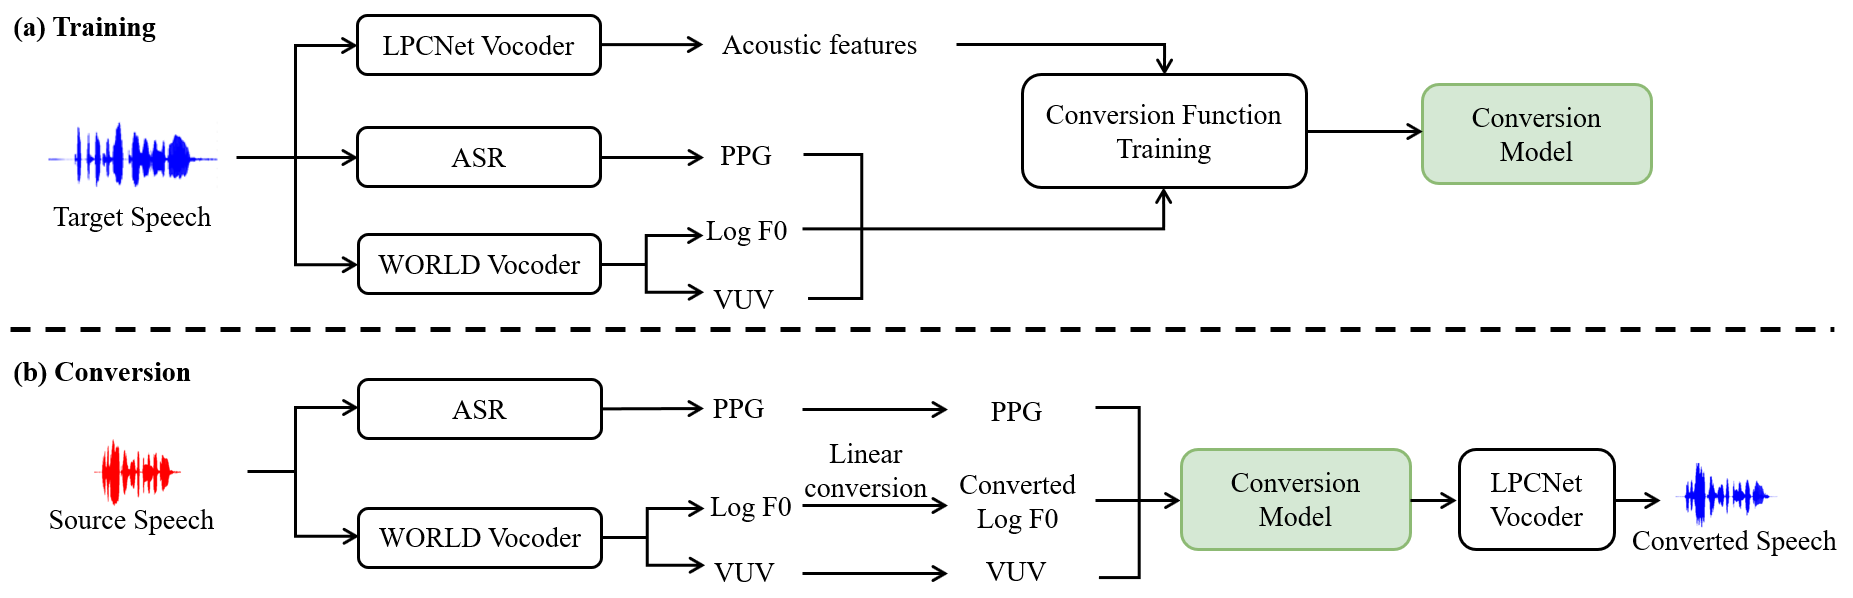 (a) Training
LPCNet Vocoder
Acoustic features
Conversion Function
Training
Conversion
Model
ASR
PPG
Target Speech
Log F0
WORLD Vocoder
VUV
(b) Conversion
ASR
PPG
PPG
Linear
conversion
Source Speech
WORLD Vocoder
Log F0
Converted
Log F0
VUV
VUV
Conversion
Model
LPCNet
Vocoder
Converted Speech